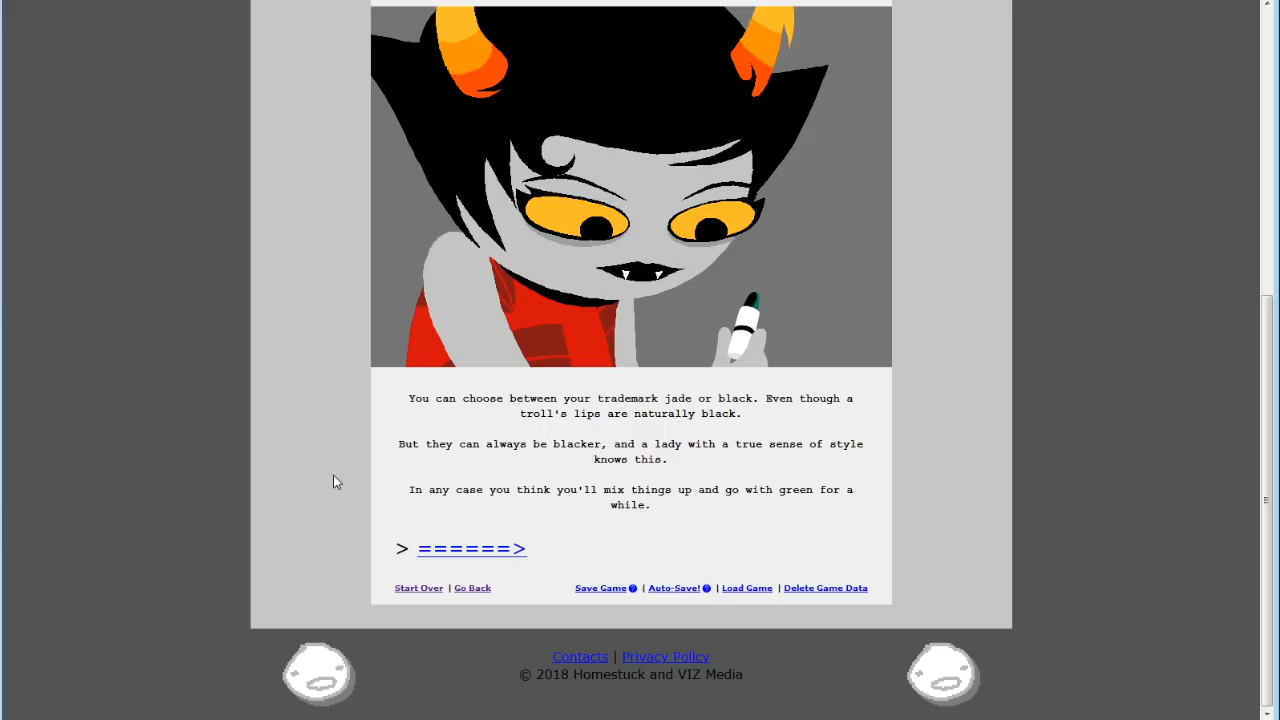 You can choose between your trademark jade or black. Even though a
troll's lips are naturally black.
But they can always be blacker, and a lady with a true sense of style
knows this.
In any case you think you'll mix things up and go with green for a
while.
> ======>
Start Over | Go Back Save Game? | Auto-Save!? | Load Game | Delete Game Data
Contacts | Privacy Policy
© 2018 Homestuck and VIZ Media